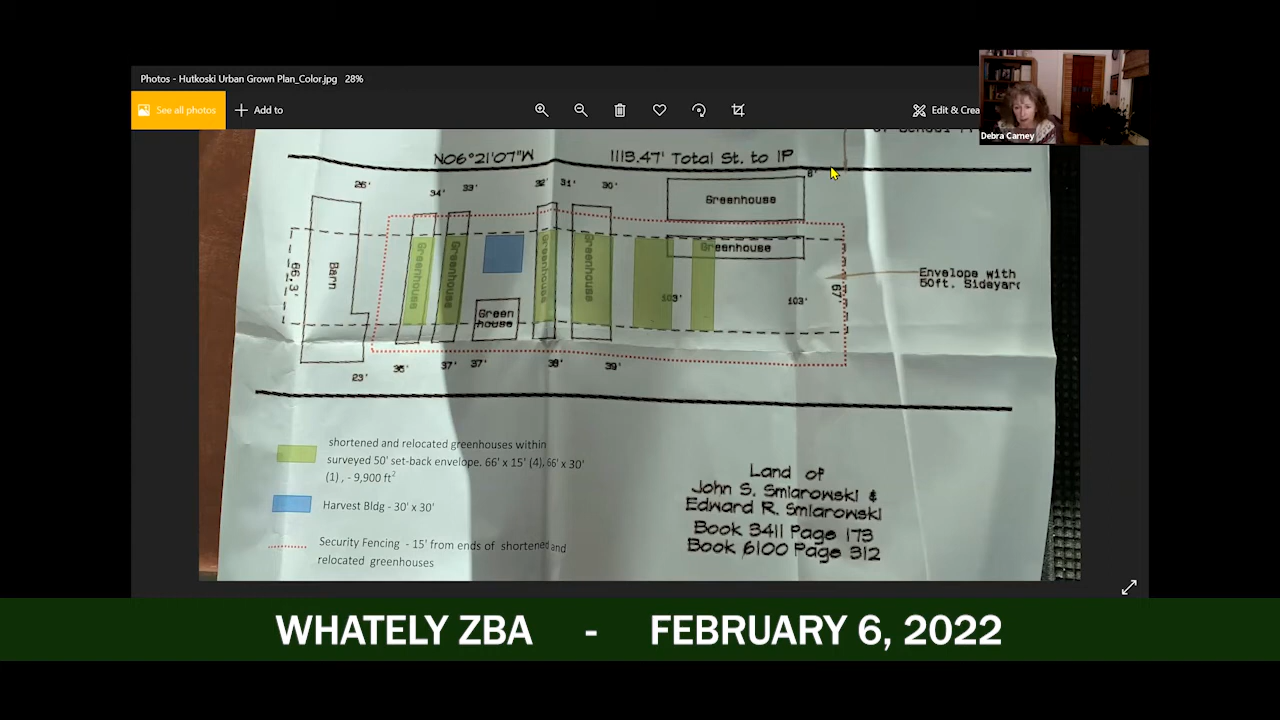 Photos - Hutkoski Urban Grown Plan_Color.jpg 28%
See all photos
Add to
Edit &
Debra Carney
N06°21'07"W
1113.47' Total St. to IP
6'
26'
34'
33'
32'
31'
30'
Greenhouse
Greenhouse
66.3'
Barn
Greenhouse
Greenhouse
Greenhouse
Greenhouse
Green
house
103'
103'
67'
Envelope with
50ft.
23'
36'
37'
37'
38'
39'
shortened and relocated greenhouses within
surveyed 50' set-back envelope. 66' x 15' (4), 66' x 30'
(1) , - 9,900 ft²
Harvest Bldg - 30' x 30'
Security Fencing - 15' from ends of shortened and
relocated greenhouses
Land of
John S. Smiarowski &
Edward R. Smiarowski
Book 3411 Page 173
Book 6100 Page 312
WHATELY ZBA - FEBRUARY 6, 2022